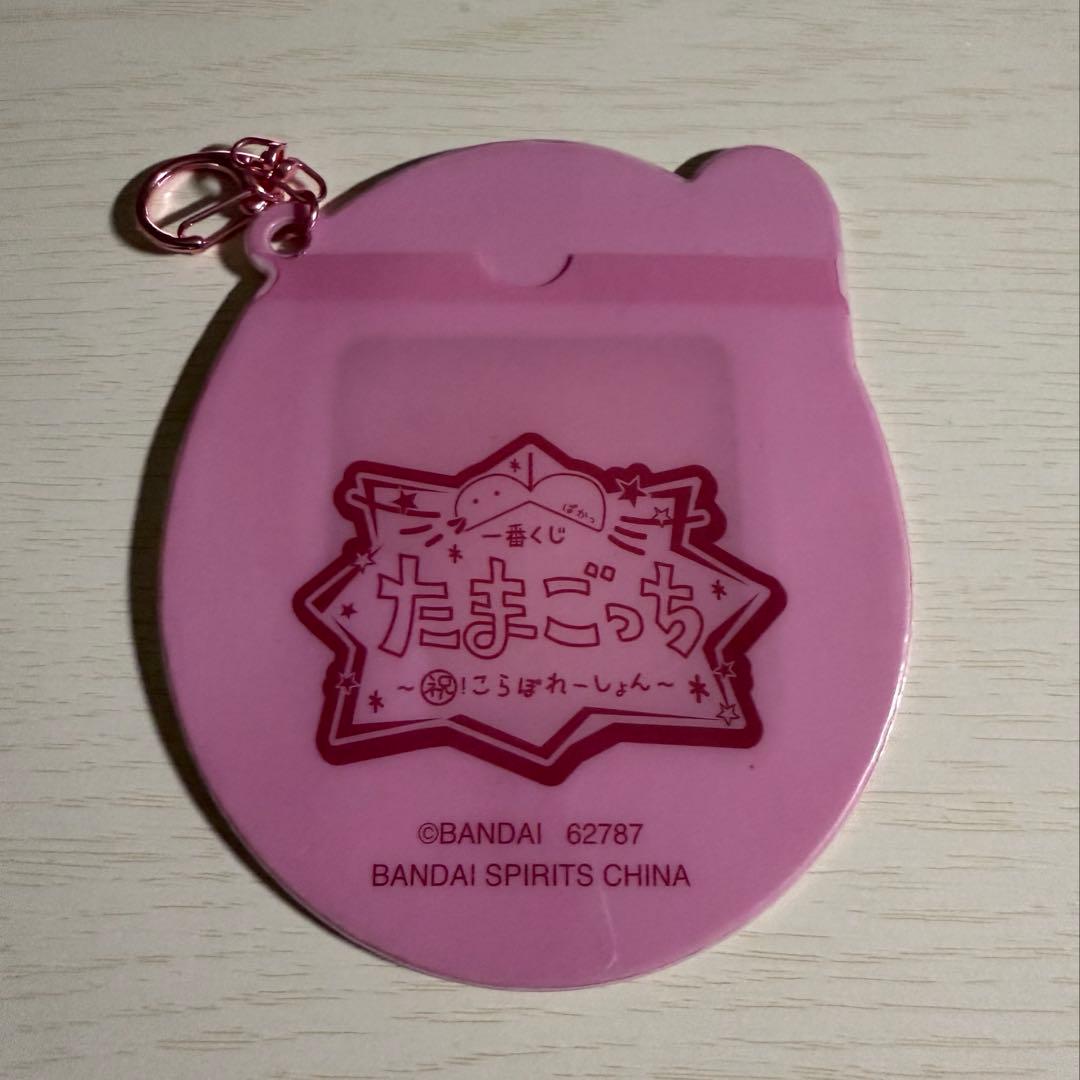 ぱかっ
一番くじ
たまごっち
~㊗!こらぼれーしょん~
©BANDAI 62787
BANDAI SPIRITS CHINA